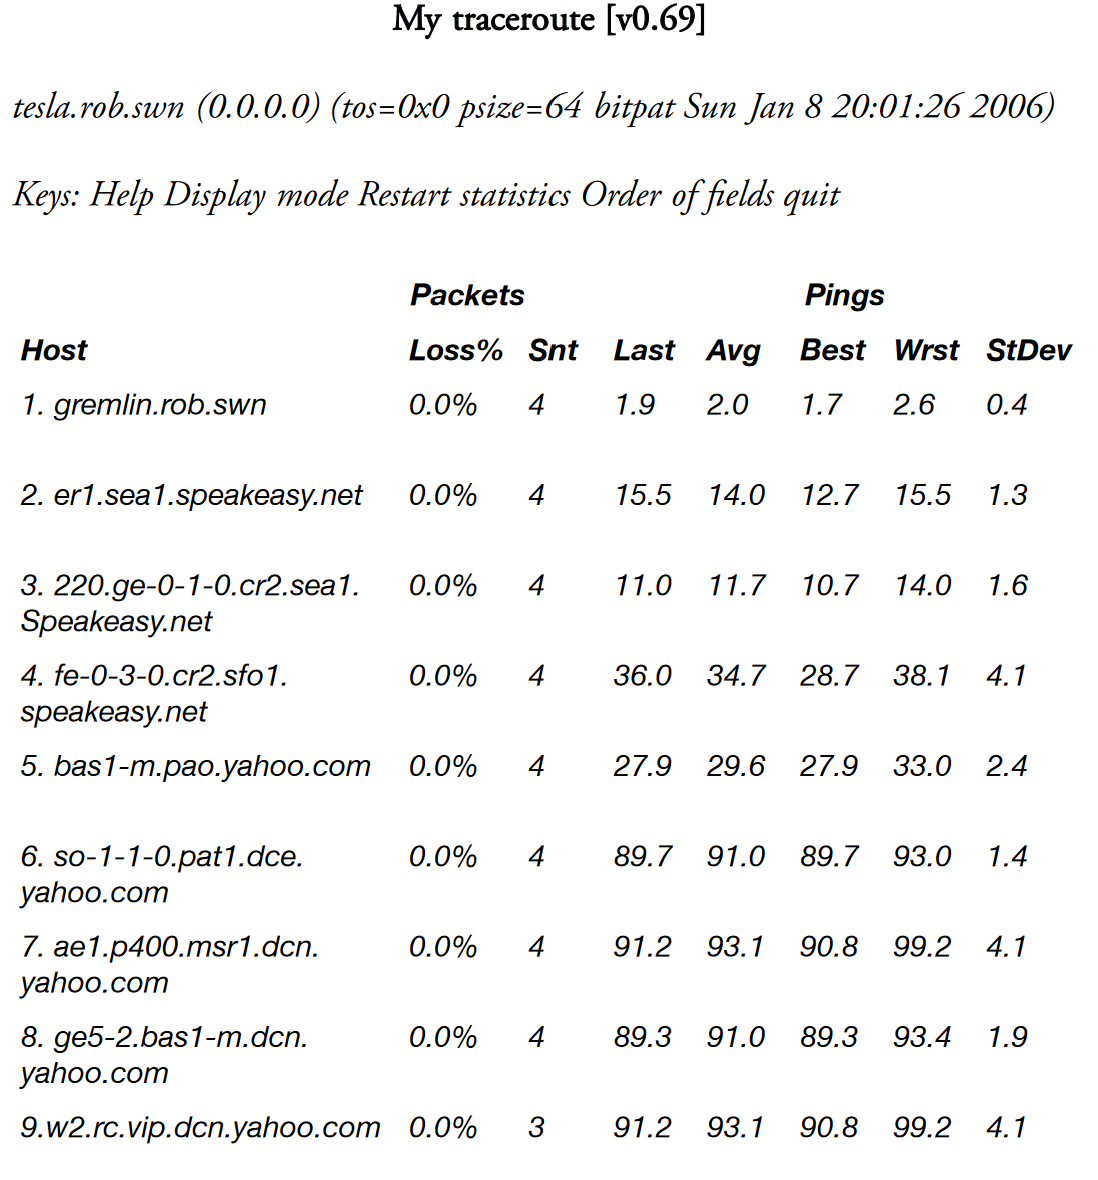 My traceroute [v0.69]
tesla.rob.swn (0.0.0.0) (tos=0x0 psize=64 bitpat Sun Jan 8 20:01:26 2006)
Keys: Help Display mode Restart statistics Order of fields quit
Packets Pings
Host Loss% Snt Last Avg Best Wrst StDev
1. gremlin.rob.swn 0.0% 4 1.9 2.0 1.7 2.6 0.4
2. er1.sea1.speakeasy.net 0.0% 4 15.5 14.0 12.7 15.5 1.3
3. 220.ge-0-1-0.cr2.sea1. 0.0% 4 11.0 11.7 10.7 14.0 1.6
Speakeasy.net
4. fe-0-3-0.cr2.sfo1. 0.0% 4 36.0 34.7 28.7 38.1 4.1
speakeasy.net
5. bas1-m.pao.yahoo.com 0.0% 4 27.9 29.6 27.9 33.0 2.4
6. so-1-1-0.pat1.dce. 0.0% 4 89.7 91.0 89.7 93.0 1.4
yahoo.com
7. ae1.p400.msr1.dcn. 0.0% 4 91.2 93.1 90.8 99.2 4.1
yahoo.com
8. ge5-2.bas1-m.dcn. 0.0% 4 89.3 91.0 89.3 93.4 1.9
yahoo.com
9.w2.rc.vip.dcn.yahoo.com 0.0% 3 91.2 93.1 90.8 99.2 4.1